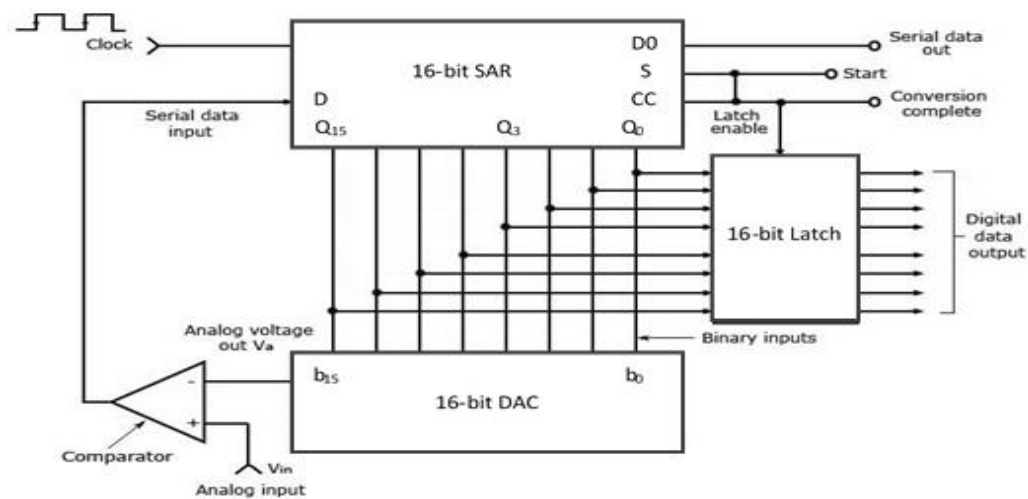 Clock
16-bit SAR
D0
S
CC
D
Q15
Q3
Q0
Serial data
out
Start
Conversion
complete
Latch
enable
Serial data
input
16-bit Latch
Digital
data
output
Binary inputs
Analog voltage
out Va
b15
b0
16-bit DAC
-
+
Comparator
Vin
Analog input